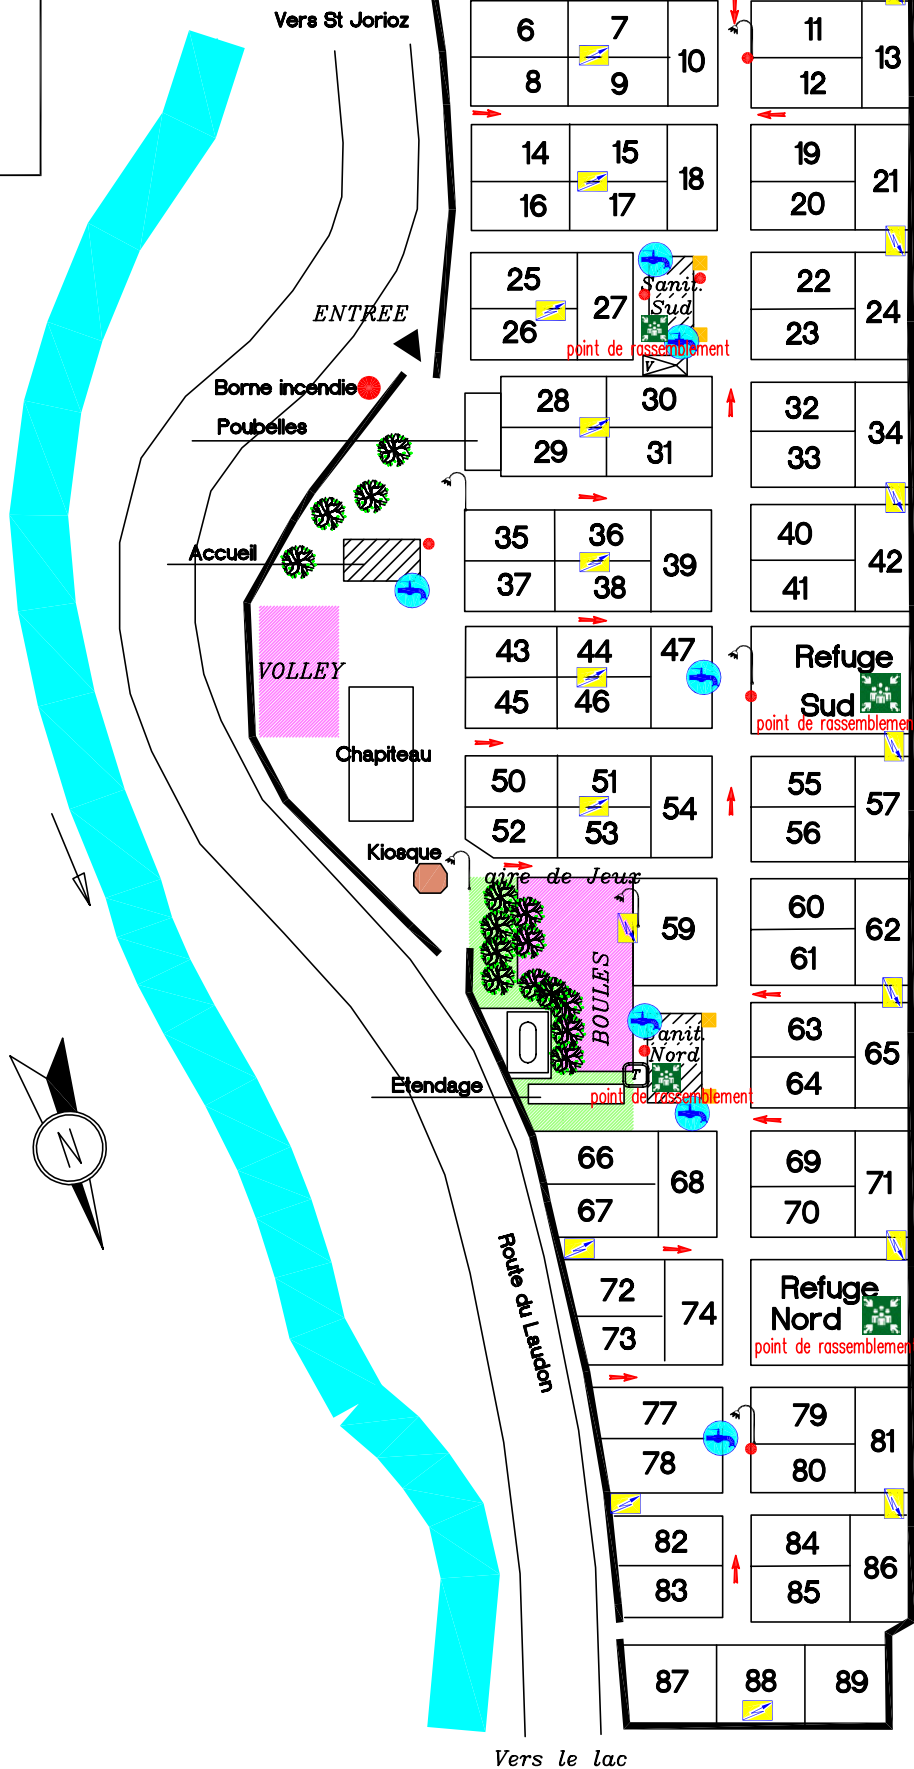 Vers St Jorioz
6 7
10
8 9
11
13
12
14 15
18
16 17
19
21
20
25
27
26
Sanit.
Sud
point de rassemblement
V
22
24
23
ENTREE
Borne incendie
Poubelles
28 30
29 31
32
34
33
Accueil
35 36
39
37 38
40
42
41
VOLLEY
43 44 47
45 46
Refuge
Sud
point de rassemblemen
Chapiteau
50 51
54
52 53
55
57
56
Kiosque
aire de Jeux
BOULES
59
60
62
61
Sanit.
Nord
T
point de rassemblement
63
65
64
Etendage
N
66
68
67
69
71
70
Route du Laudon
72
74
73
Refuge
Nord
point de rassemblemen
77
78
79
81
80
82
83
84
86
85
87 88 89
Vers le lac